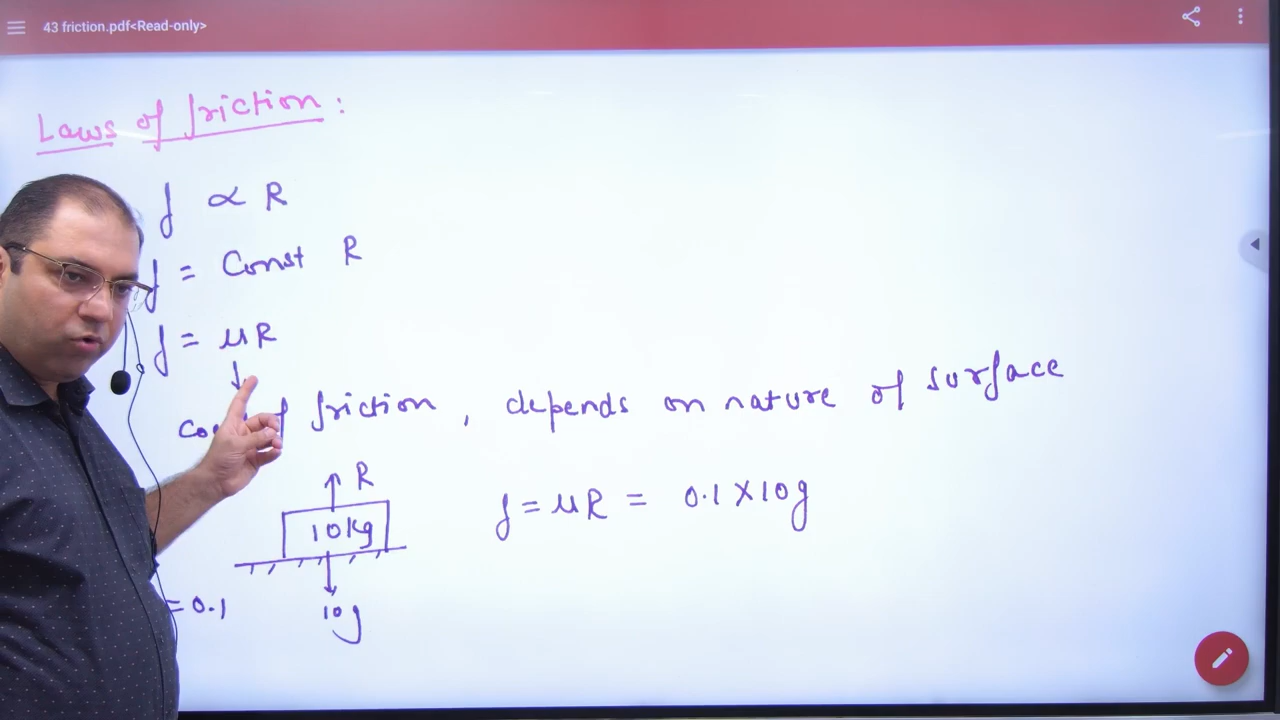 43 friction.pdf<Read-only>
Laws of friction :
f ∝ R
f = Const R
f = μR
of friction , depends on nature of surface
R
10kg
f = μR = 0.1 × 10g
= 0.1
10g